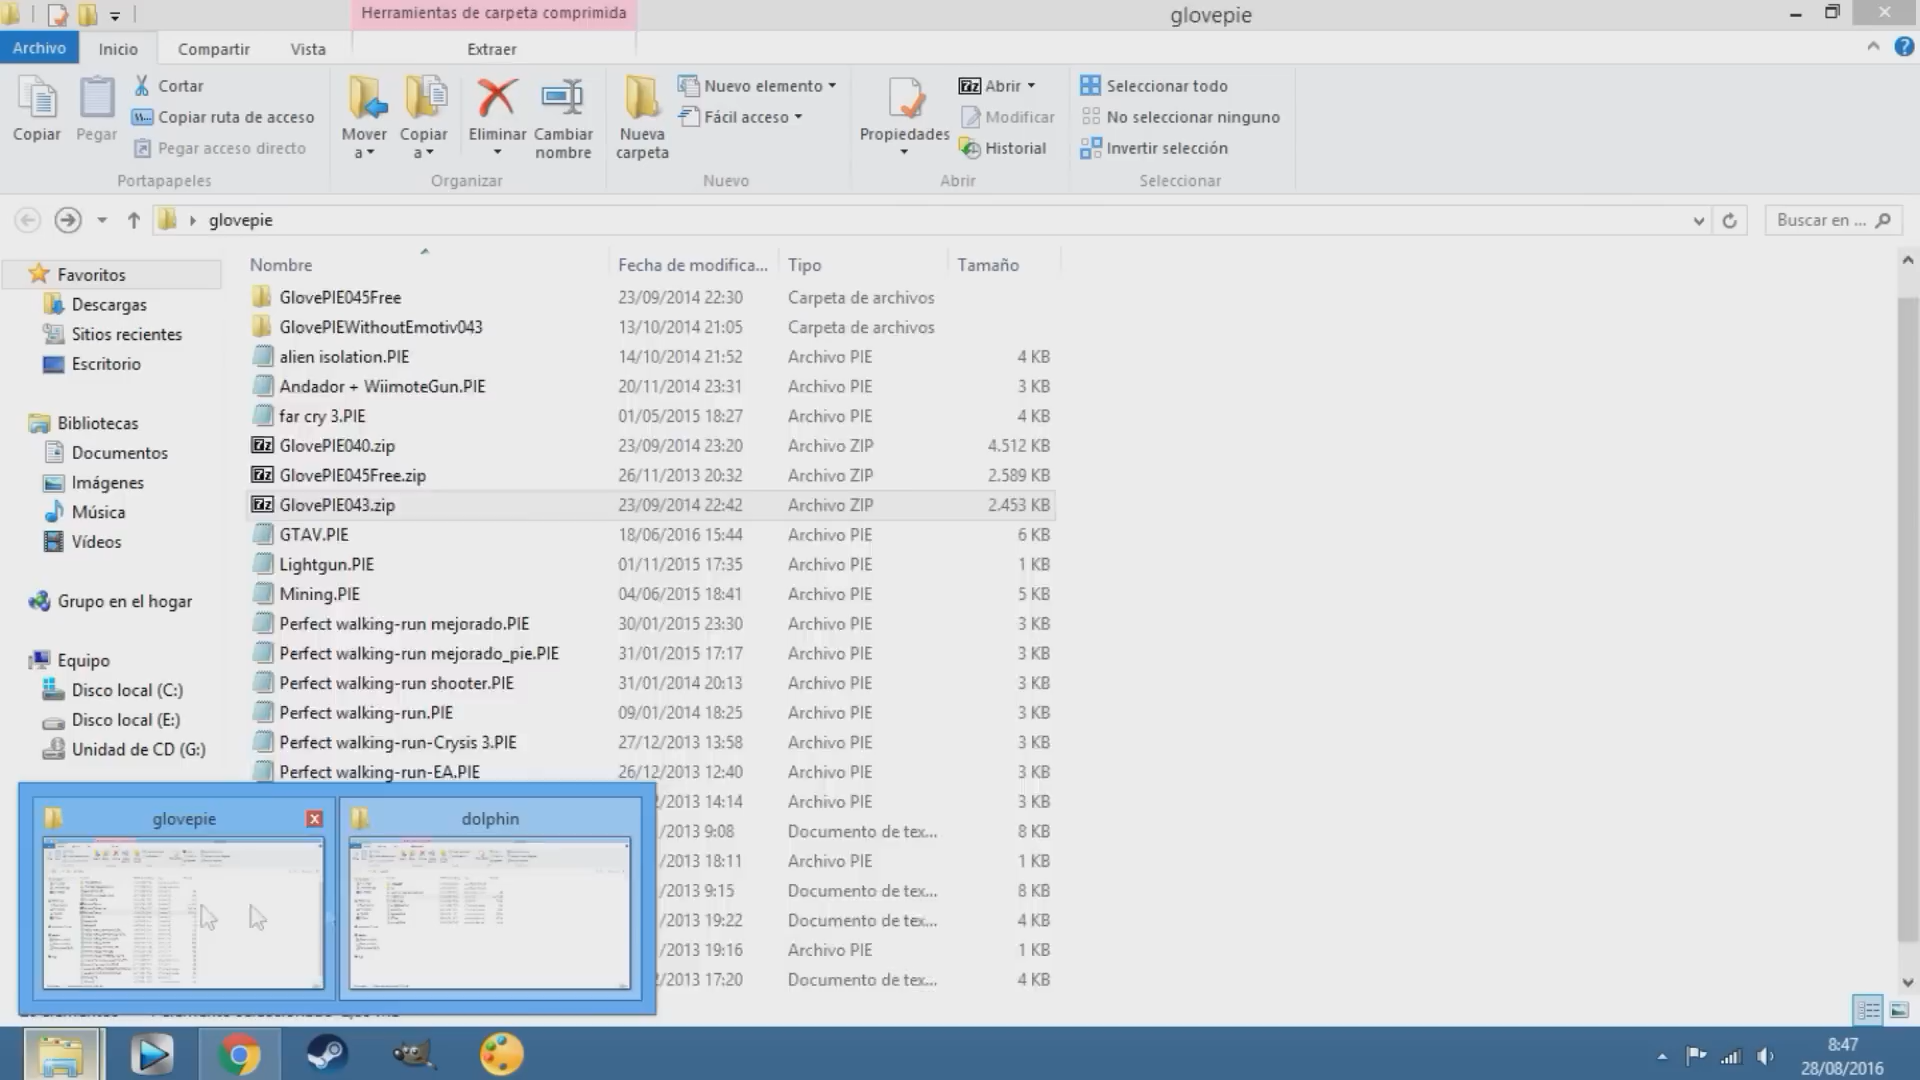 Herramientas de carpeta comprimida
glovepie
Archivo
Inicio
Compartir
Vista
Extraer
Copiar
Pegar
Cortar
Copiar ruta de acceso
Pegar acceso directo
Portapapeles
Mover a
Copiar a
Eliminar
Cambiar nombre
Organizar
Nueva carpeta
Nuevo elemento
Fácil acceso
Nuevo
Propiedades
Abrir
Modificar
Historial
Abrir
Seleccionar todo
No seleccionar ninguno
Invertir selección
Seleccionar
glovepie
Buscar en ...
Favoritos
Descargas
Sitios recientes
Escritorio
Bibliotecas
Documentos
Imágenes
Música
Vídeos
Grupo en el hogar
Equipo
Disco local (C:)
Disco local (E:)
Unidad de CD (G:)
Nombre Fecha de modifica... Tipo Tamaño
GlovePIE045Free 23/09/2014 22:30 Carpeta de archivos
GlovePIEWithoutEmotiv043 13/10/2014 21:05 Carpeta de archivos
alien isolation.PIE 14/10/2014 21:52 Archivo PIE 4 KB
Andador + WiimoteGun.PIE 20/11/2014 23:31 Archivo PIE 3 KB
far cry 3.PIE 01/05/2015 18:27 Archivo PIE 4 KB
GlovePIE040.zip 23/09/2014 23:20 Archivo ZIP 4.512 KB
GlovePIE045Free.zip 26/11/2013 20:32 Archivo ZIP 2.589 KB
GlovePIE043.zip 23/09/2014 22:42 Archivo ZIP 2.453 KB
GTAV.PIE 18/06/2016 15:44 Archivo PIE 6 KB
Lightgun.PIE 01/11/2015 17:35 Archivo PIE 1 KB
Mining.PIE 04/06/2015 18:41 Archivo PIE 5 KB
Perfect walking-run mejorado.PIE 30/01/2015 23:30 Archivo PIE 3 KB
Perfect walking-run mejorado_pie.PIE 31/01/2015 17:17 Archivo PIE 3 KB
Perfect walking-run shooter.PIE 31/01/2014 20:13 Archivo PIE 3 KB
Perfect walking-run.PIE 09/01/2014 18:25 Archivo PIE 3 KB
Perfect walking-run-Crysis 3.PIE 27/12/2013 13:58 Archivo PIE 3 KB
Perfect walking-run-EA.PIE 26/12/2013 12:40 Archivo PIE 3 KB
/2013 14:14 Archivo PIE 3 KB
/2013 9:08 Documento de tex... 8 KB
/2013 18:11 Archivo PIE 1 KB
/2013 9:15 Documento de tex... 8 KB
/2013 19:22 Documento de tex... 4 KB
/2013 19:16 Archivo PIE 1 KB
/2013 17:20 Documento de tex... 4 KB
glovepie
dolphin
8:47
28/08/2016